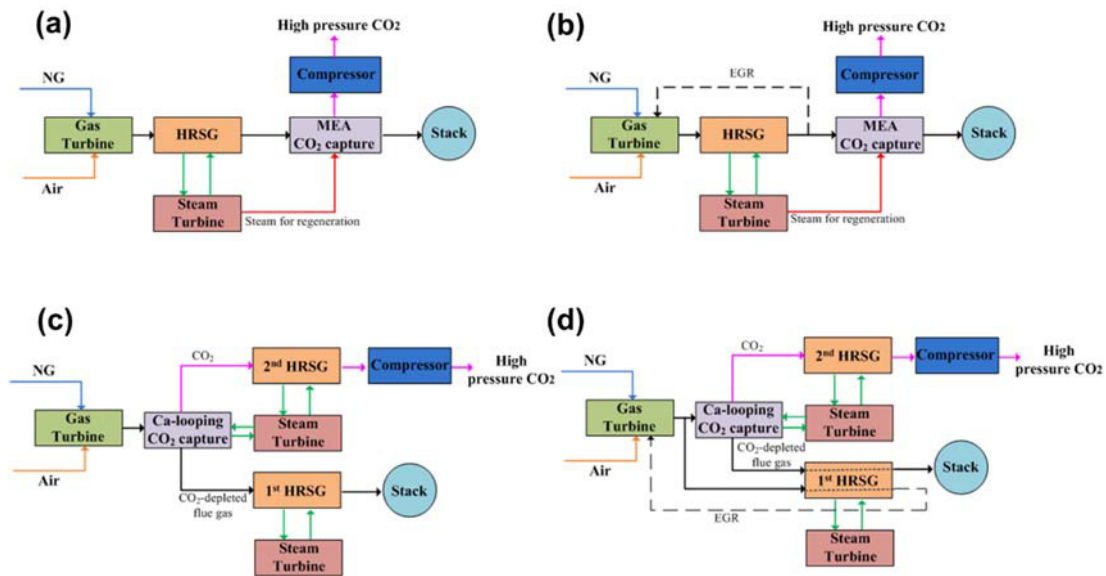 (a)
High pressure CO₂
Compressor
NG
Gas
Turbine
HRSG
MEA
CO₂ capture
Stack
Air
Steam
Turbine
Steam for regeneration
(b)
High pressure CO₂
Compressor
EGR
NG
Gas
Turbine
HRSG
MEA
CO₂ capture
Stack
Air
Steam
Turbine
Steam for regeneration
(c)
CO₂
2nd HRSG
Compressor
High
pressure CO₂
NG
Gas
Turbine
Ca-looping
CO₂ capture
Steam
Turbine
Air
CO₂-depleted
flue gas
1st HRSG
Stack
Steam
Turbine
(d)
CO₂
2nd HRSG
Compressor
High
pressure CO₂
NG
Gas
Turbine
Ca-looping
CO₂ capture
Steam
Turbine
CO₂-depleted
flue gas
Air
1st HRSG
Stack
EGR
Steam
Turbine